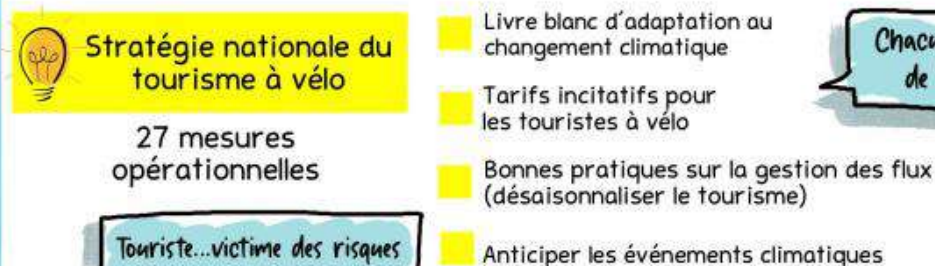 Stratégie nationale du
tourisme à vélo
27 mesures
opérationnelles
Touriste...victime des risques
Livre blanc d'adaptation au
changement climatique
Tarifs incitatifs pour
les touristes à vélo
Bonnes pratiques sur la gestion des flux
(désaisonnaliser le tourisme)
Anticiper les événements climatiques
de